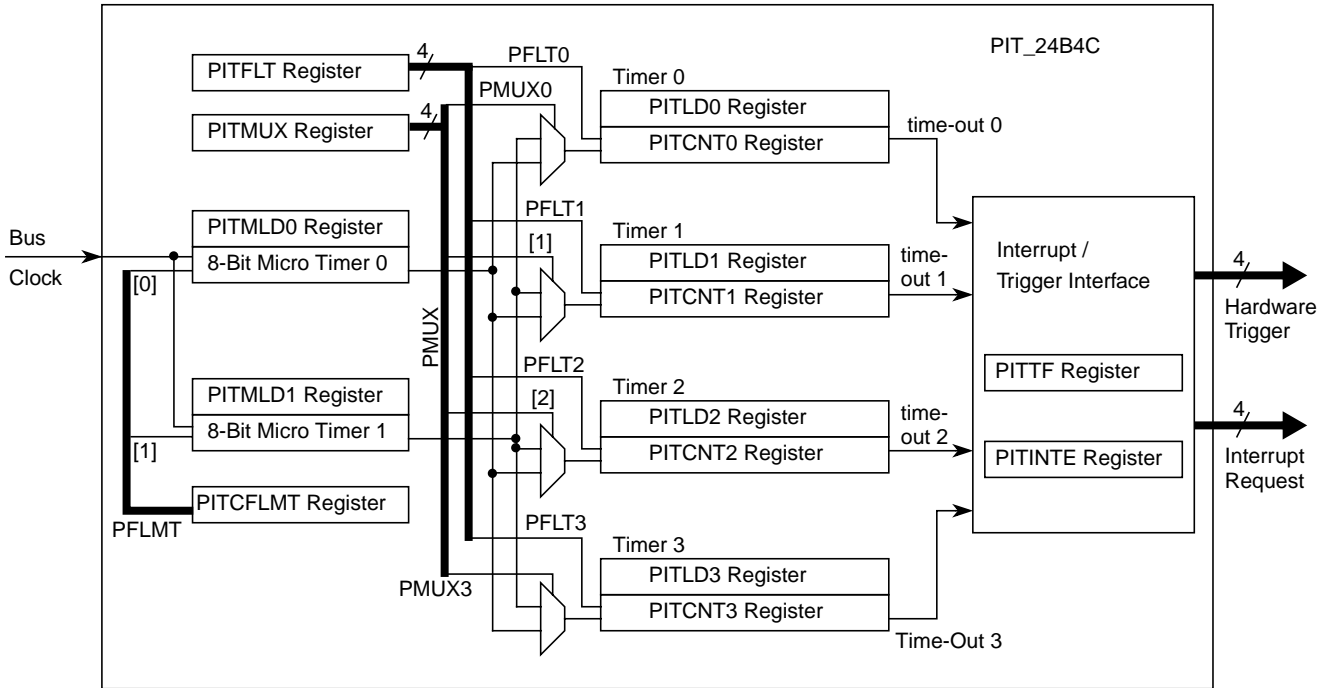 PIT_24B4C
4
PFLT0
PITFLT Register
Timer 0
PMUX0
PITLD0 Register
4
PITMUX Register
time-out 0
PITCNT0 Register
PFLT1
PITMLD0 Register
Bus
Timer 1
[1]
Interrupt /
Trigger Interface
time-
out 1
8-Bit Micro Timer 0
PITLD1 Register
4
Clock
[0]
PITCNT1 Register
Hardware
Trigger
PMUX
PFLT2
PITTF Register
PITMLD1 Register
Timer 2
[2]
PITLD2 Register
time-
out 2
4
8-Bit Micro Timer 1
[1]
PITCNT2 Register
PITINTE Register
Interrupt
Request
PITCFLMT Register
PFLMT
PFLT3
Timer 3
PITLD3 Register
PMUX3
PITCNT3 Register
Time-Out 3